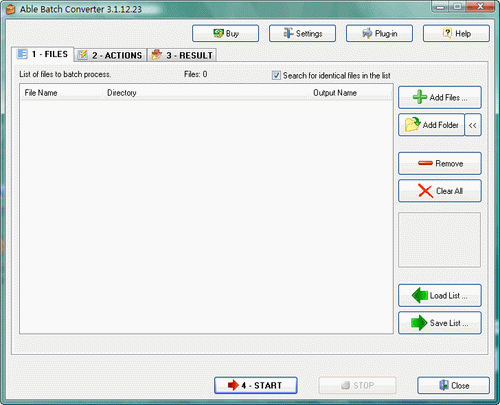 Able Batch Converter 3.1.12.23
Buy
Settings
Plug-in
Help
1 - FILES
2 - ACTIONS
3 - RESULT
List of files to batch process.
Files: 0
Search for identical files in the list
File Name
Directory
Output Name
Add Files ...
Add Folder
<<
Remove
Clear All
Load List ...
Save List ...
4 - START
STOP
Close